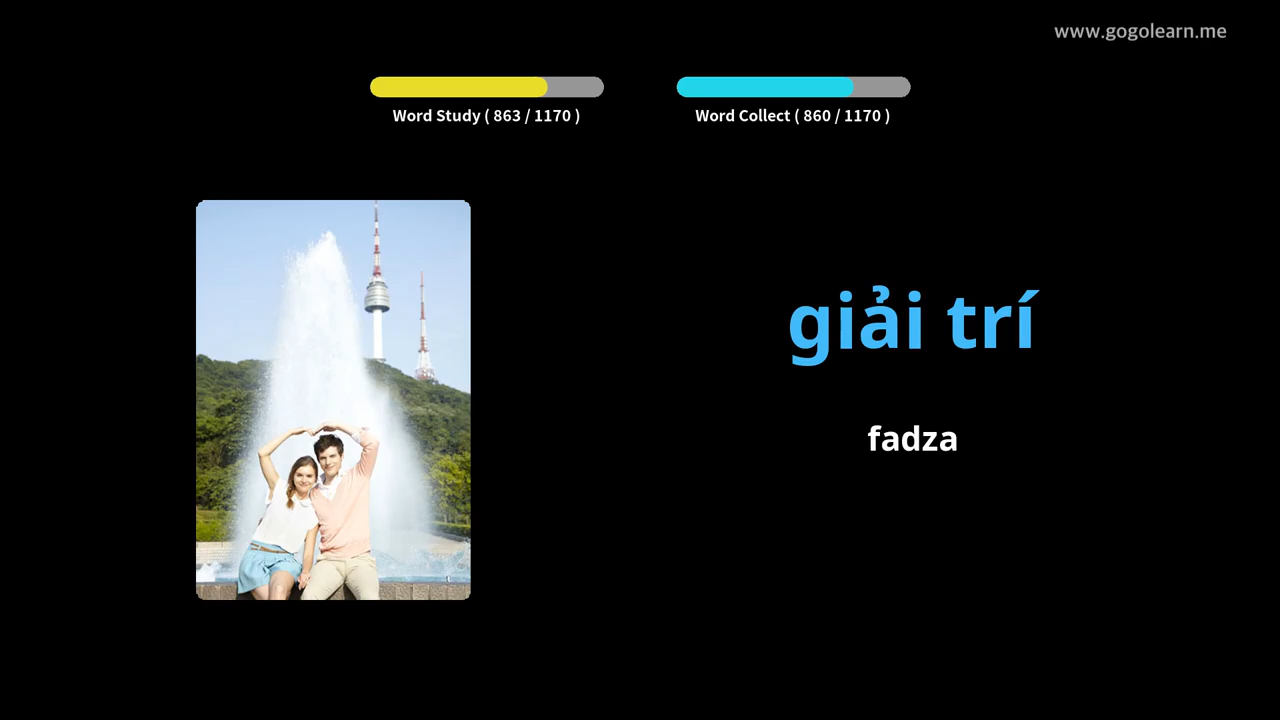 www.gogolearn.me
Word Study ( 863 / 1170 )
Word Collect ( 860 / 1170 )
giải trí
fadza